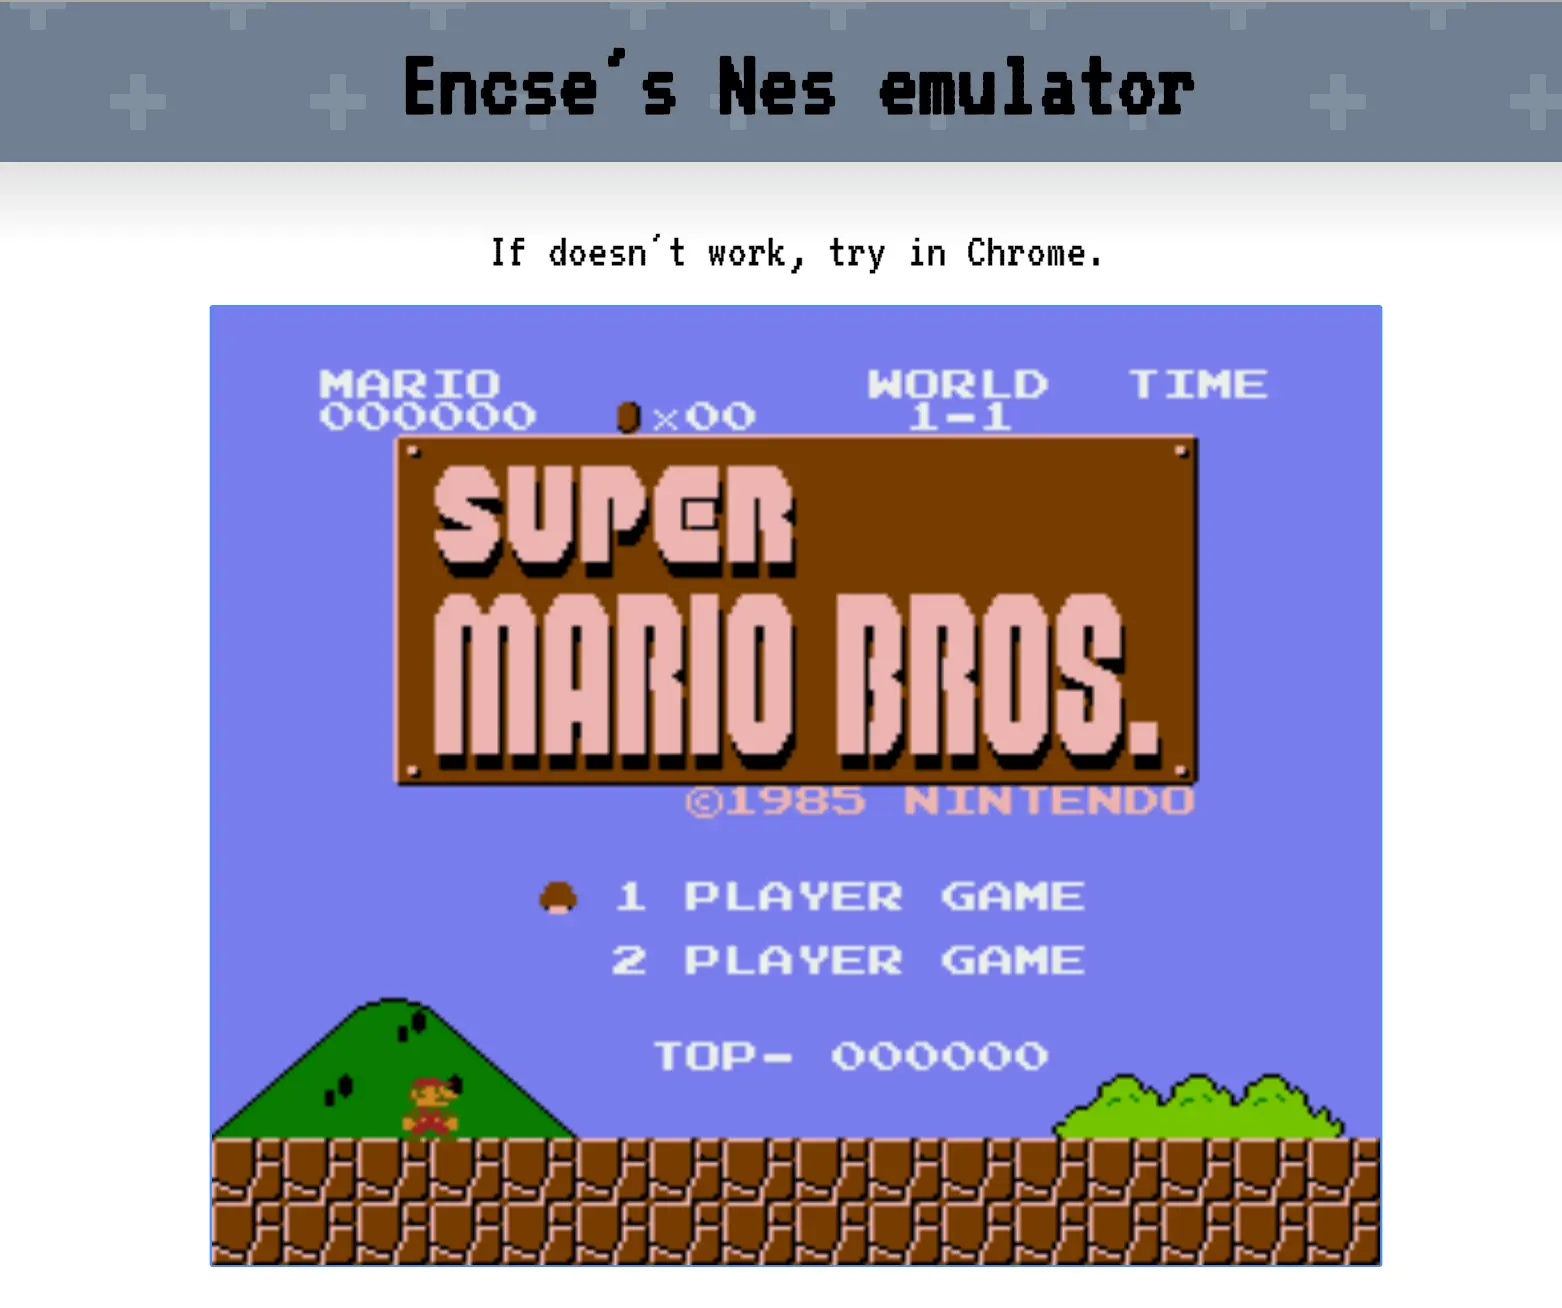 Encse's Nes emulator
If doesn't work, try in Chrome.
MARIO WORLD TIME
000000 ×00 1-1
SUPER
MARIO BROS.
©1985 NINTENDO
1 PLAYER GAME
2 PLAYER GAME
TOP- 000000